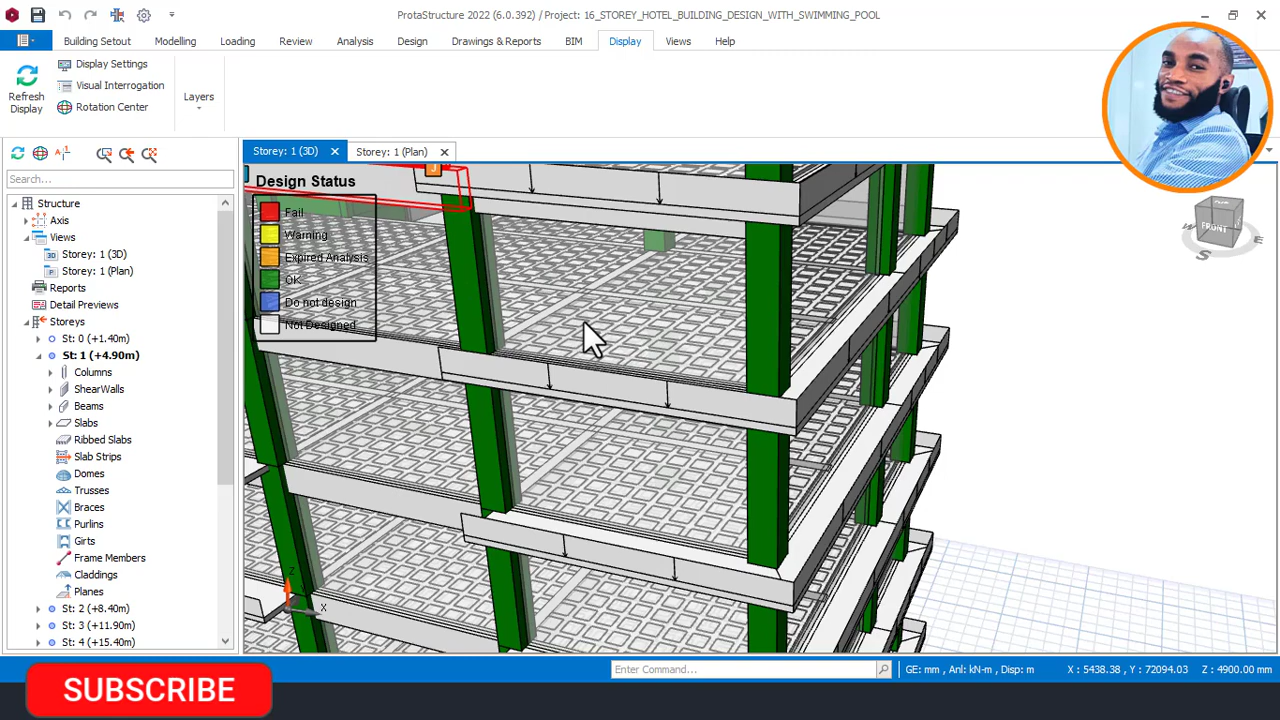 ProtaStructure 2022 (6.0.392) / Project: 16_STOREY_HOTEL_BUILDING_DESIGN_WITH_SWIMMING_POOL
Building Setout Modelling Loading Review Analysis Design Drawings & Reports BIM Display Views Help
Refresh Display
Display Settings
Visual Interrogation
Rotation Center
Layers
Search...
Storey: 1 (3D)
Storey: 1 (Plan)
Structure
Axis
Views
Storey: 1 (3D)
Storey: 1 (Plan)
Reports
Detail Previews
Storeys
St: 0 (+1.40m)
St: 1 (+4.90m)
Columns
ShearWalls
Beams
Slabs
Ribbed Slabs
Slab Strips
Domes
Trusses
Braces
Purlins
Girts
Frame Members
Claddings
Planes
St: 2 (+8.40m)
St: 3 (+11.90m)
St: 4 (+15.40m)
Design Status
Fail
Warning
Expired Analysis
OK
Do not design
Not Designed
FRONT
W
E
S
Z
X
Enter Command...
GE: mm , Anl: kN-m , Disp: m
X : 5438.38 , Y : 72094.03
Z : 4900.00 mm
SUBSCRIBE